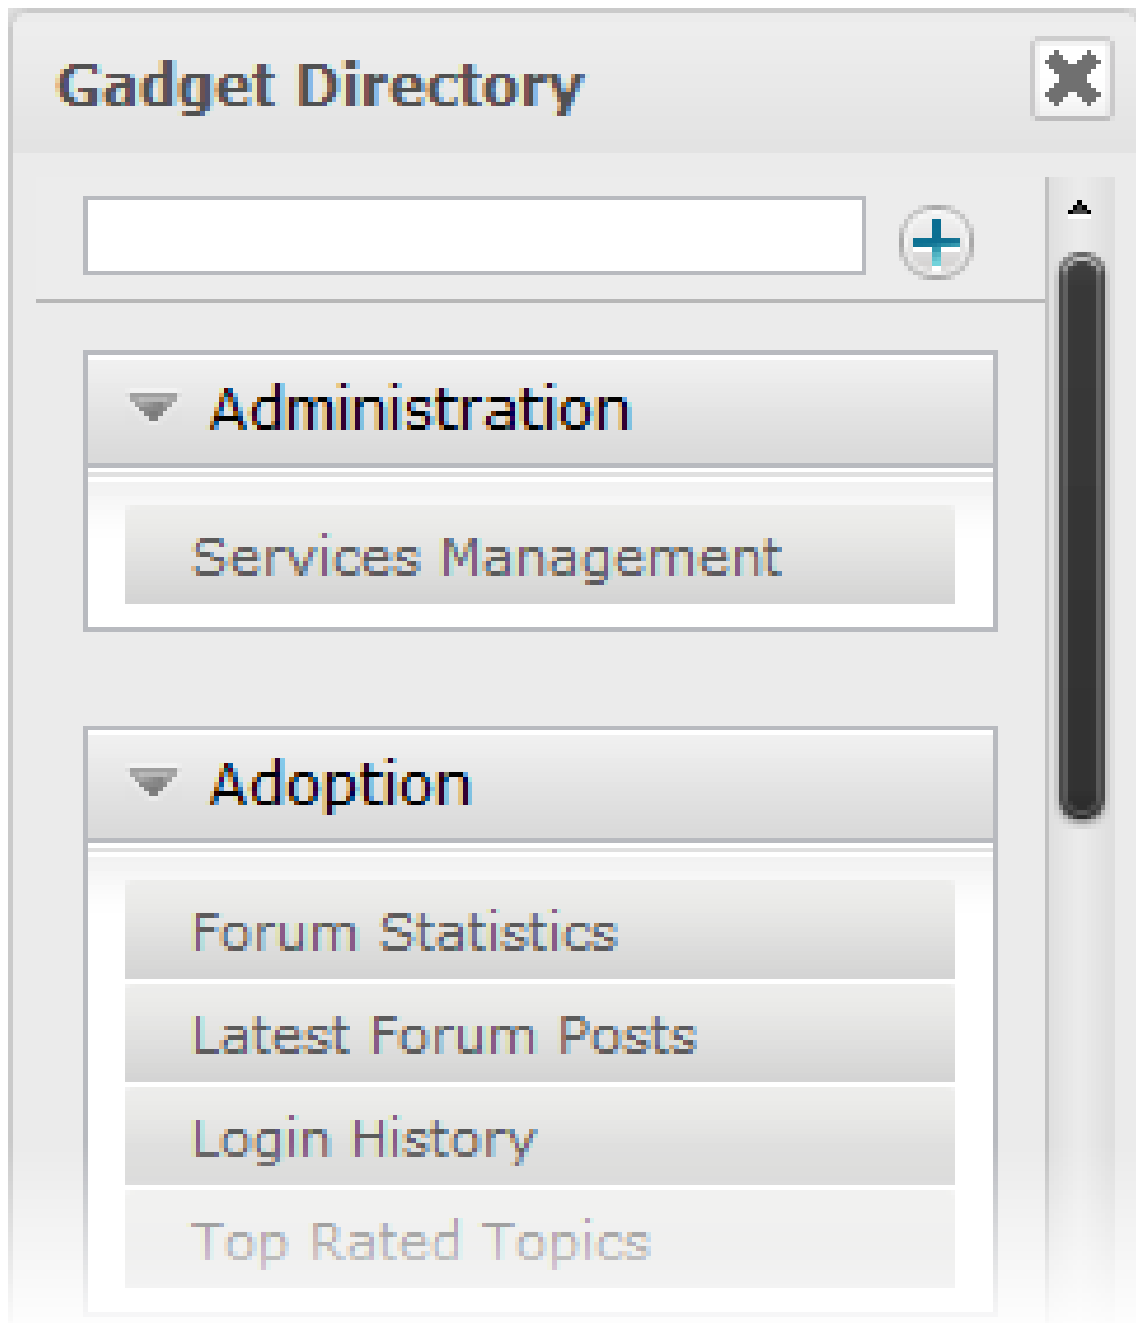 Gadget Directory
Administration
Services Management
Adoption
Forum Statistics
Latest Forum Posts
Login History
Top Rated Topics